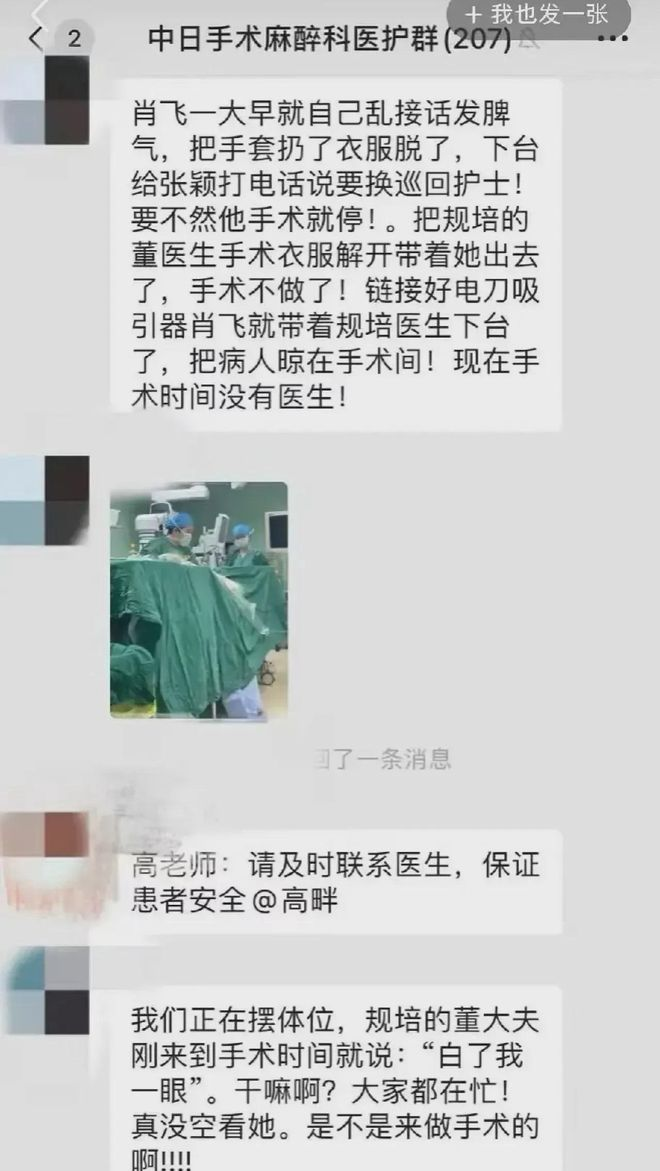 + 我也发一张
2
中日手术麻醉科医护群(207)
肖飞一大早就自己乱接话发脾
气，把手套扔了衣服脱了，下台
给张颖打电话说要换巡回护士！
要不然他手术就停！。把规培的
董医生手术衣服解开带着她出去
了，手术不做了！链接好电刀吸
引器肖飞就带着规培医生下台
了，把病人晾在手术间！现在手
术时间没有医生！
回了一条消息
高老师：请及时联系医生，保证
患者安全@高畔
我们正在摆体位，规培的董大夫
刚来到手术时间就说：“白了我
一眼”。干嘛啊？大家都在忙！
真没空看她。是不是来做手术的
啊!!!!